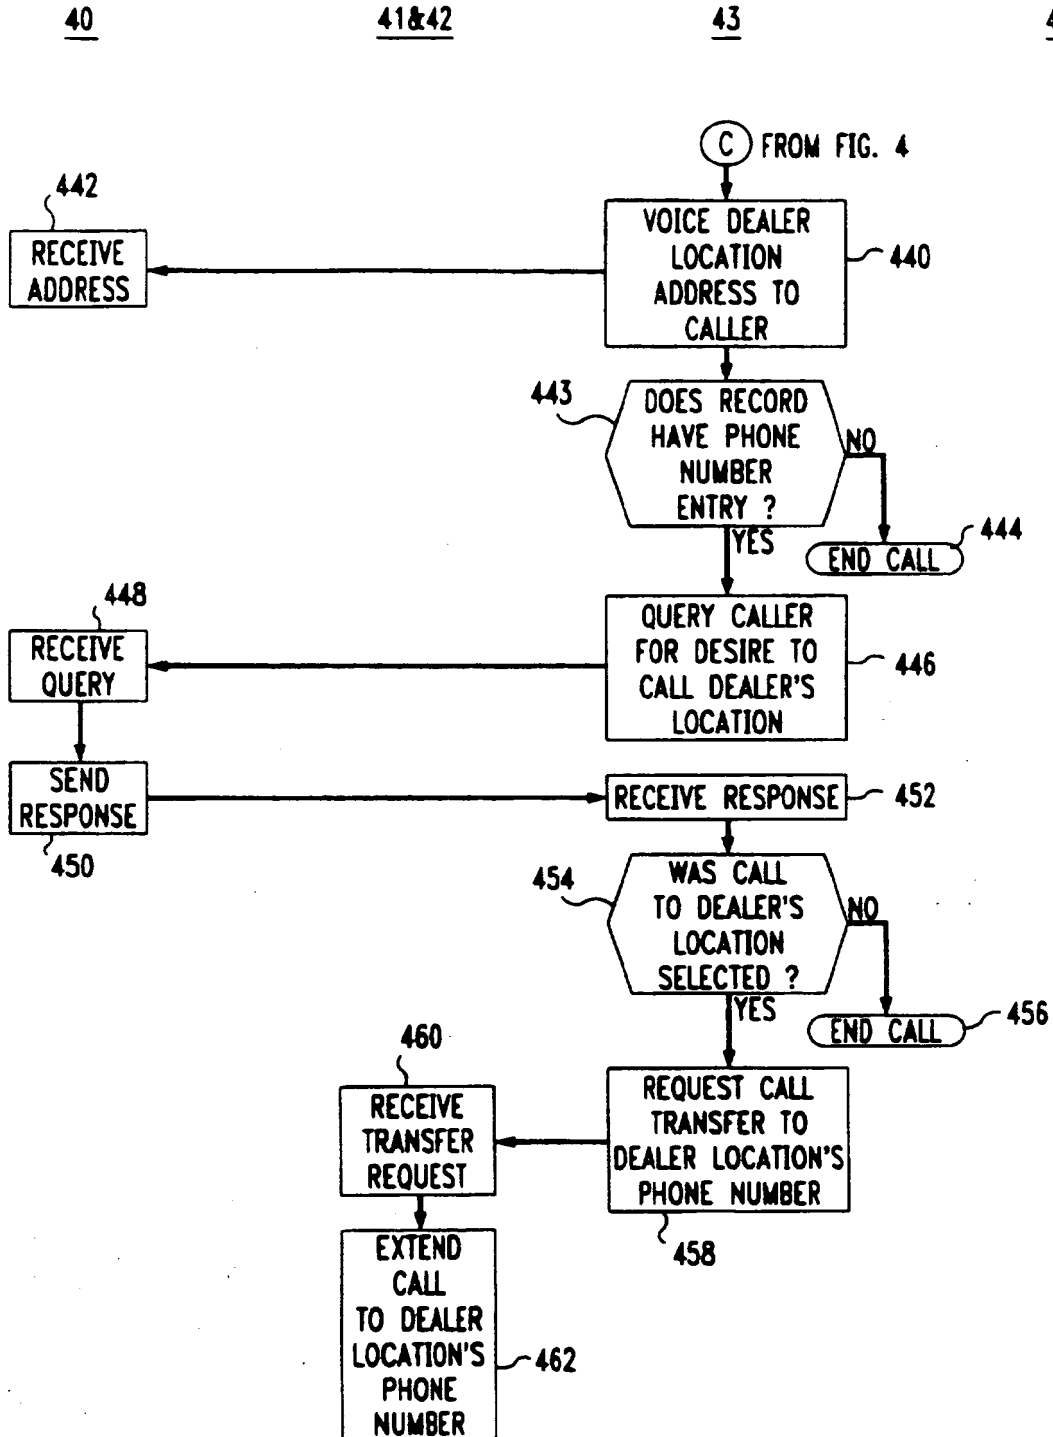 40 41&42 43 4
C FROM FIG. 4
442
RECEIVE
ADDRESS
VOICE DEALER
LOCATION
ADDRESS TO
CALLER
440
443
DOES RECORD
HAVE PHONE
NUMBER
ENTRY ?
NO
YES
END CALL
444
448
RECEIVE
QUERY
QUERY CALLER
FOR DESIRE TO
CALL DEALER'S
LOCATION
446
SEND
RESPONSE
450
RECEIVE RESPONSE
452
454
WAS CALL
TO DEALER'S
LOCATION
SELECTED ?
NO
YES
END CALL
456
460
RECEIVE
TRANSFER
REQUEST
REQUEST CALL
TRANSFER TO
DEALER LOCATION'S
PHONE NUMBER
458
EXTEND
CALL
TO DEALER
LOCATION'S
PHONE
NUMBER
462